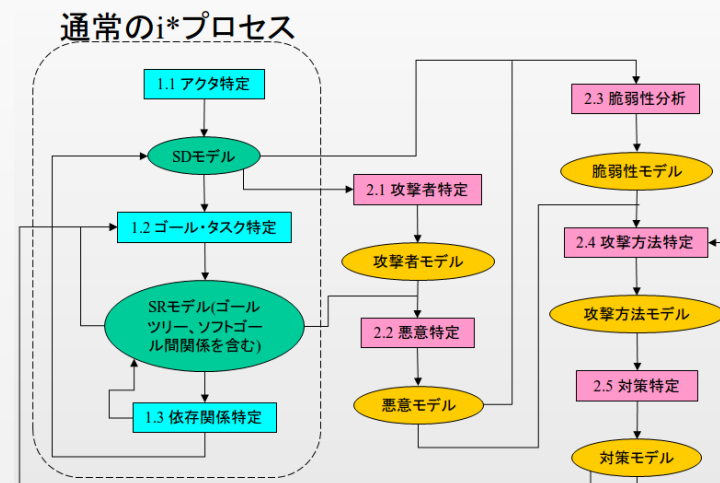 通常のi*プロセス
1.1 アクタ特定
SDモデル
1.2 ゴール・タスク特定
SRモデル(ゴール
ツリー、ソフトゴー
ル間関係を含む)
1.3 依存関係特定
2.1 攻撃者特定
攻撃者モデル
2.2 悪意特定
悪意モデル
2.3 脆弱性分析
脆弱性モデル
2.4 攻撃方法特定
攻撃方法モデル
2.5 対策特定
対策モデル